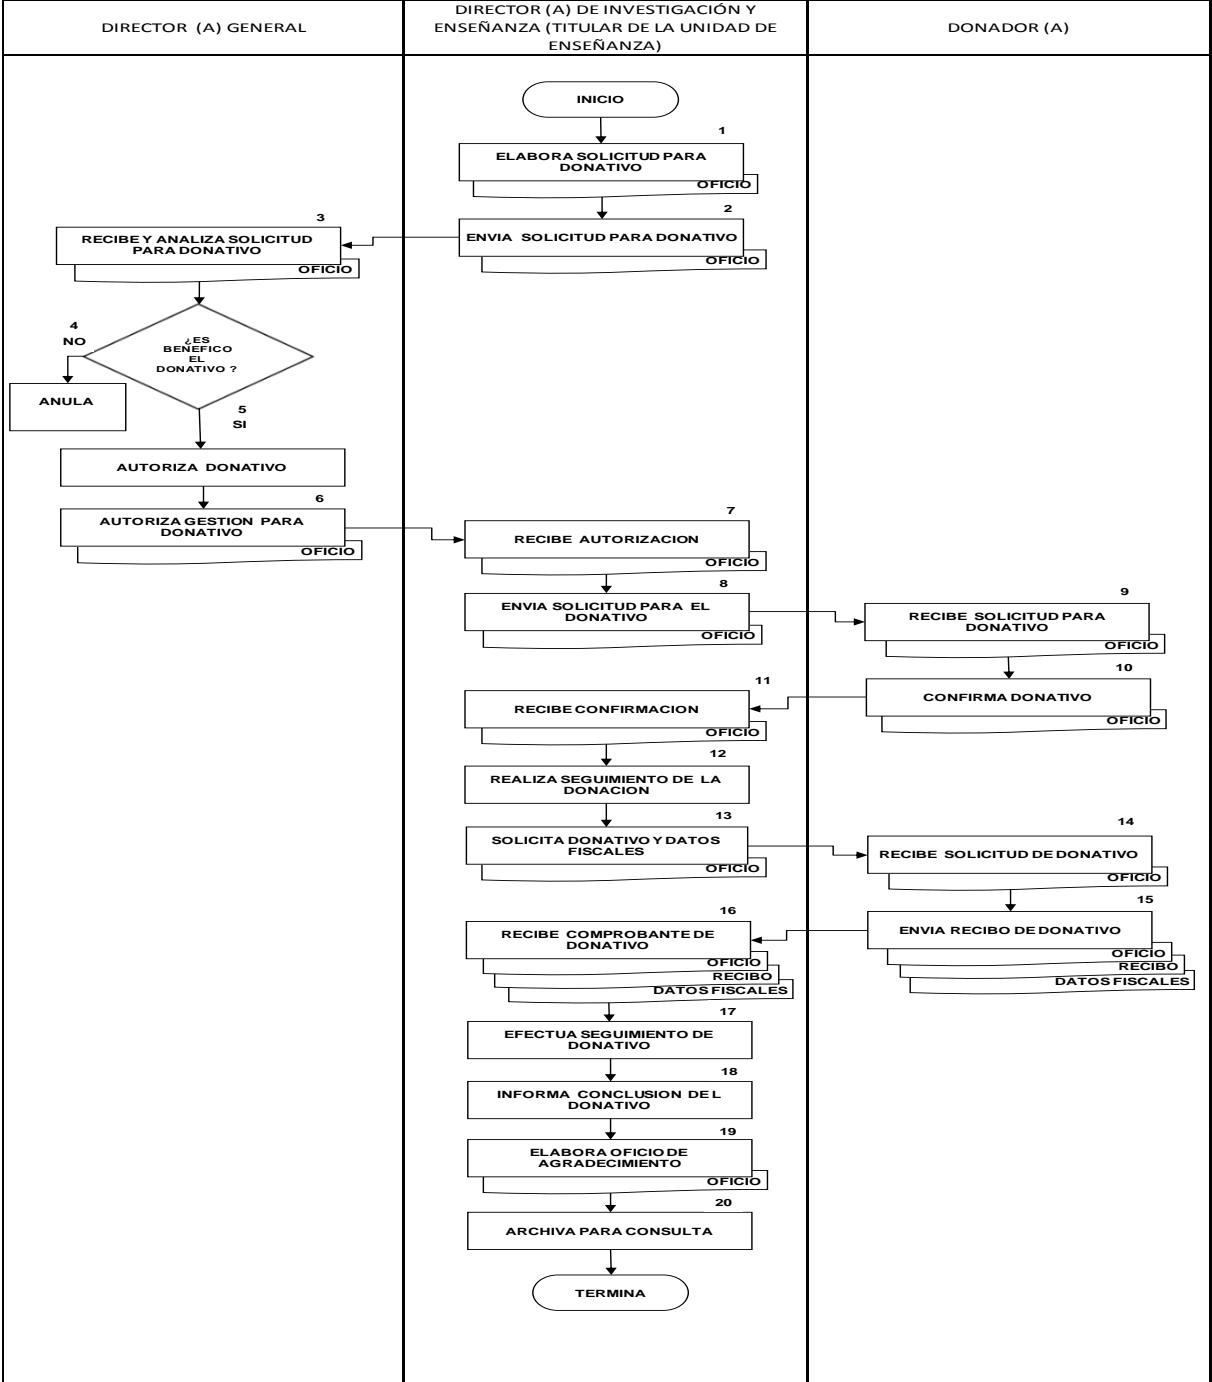 DIRECTOR (A) GENERAL
DIRECTOR (A) DE INVESTIGACIÓN Y
ENSEÑANZA (TITULAR DE LA UNIDAD DE
ENSEÑANZA)
DONADOR (A)
INICIO
1
ELABORA SOLICITUD PARA
DONATIVO
OFICIO
2
ENVIA SOLICITUD PARA DONATIVO
OFICIO
3
RECIBE Y ANALIZA SOLICITUD
PARA DONATIVO
OFICIO
4
NO
¿ES
BENEFICO
EL
DONATIVO ?
ANULA
5
SI
AUTORIZA DONATIVO
6
AUTORIZA GESTION PARA
DONATIVO
OFICIO
7
RECIBE AUTORIZACION
OFICIO
8
ENVIA SOLICITUD PARA EL
DONATIVO
OFICIO
9
RECIBE SOLICITUD PARA
DONATIVO
OFICIO
10
CONFIRMA DONATIVO
OFICIO
11
RECIBE CONFIRMACION
OFICIO
12
REALIZA SEGUIMIENTO DE LA
DONACION
13
SOLICITA DONATIVO Y DATOS
FISCALES
OFICIO
14
RECIBE SOLICITUD DE DONATIVO
OFICIO
15
ENVIA RECIBO DE DONATIVO
OFICIO
RECIBO
DATOS FISCALES
16
RECIBE COMPROBANTE DE
DONATIVO
OFICIO
RECIBO
DATOS FISCALES
17
EFECTUA SEGUIMIENTO DE
DONATIVO
18
INFORMA CONCLUSION DEL
DONATIVO
19
ELABORA OFICIO DE
AGRADECIMIENTO
OFICIO
20
ARCHIVA PARA CONSULTA
TERMINA